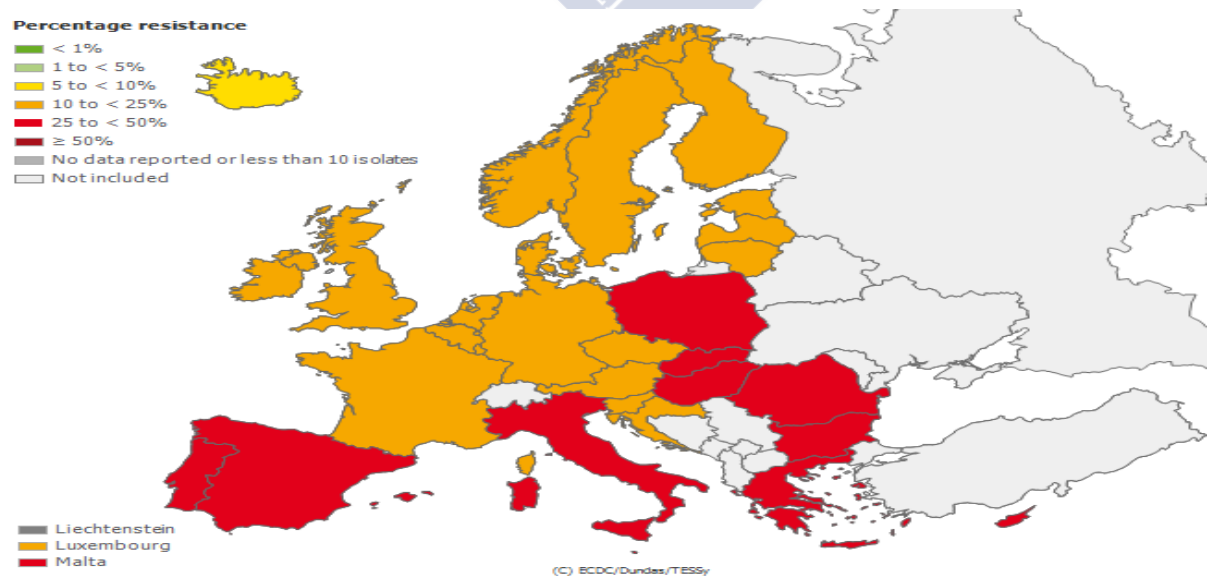 Percentage resistance
< 1%
1 to < 5%
5 to < 10%
10 to < 25%
25 to < 50%
≥ 50%
No data reported or less than 10 isolates
Not included
Liechtenstein
Luxembourg
Malta
(C) ECDC/Dundas/TESSy